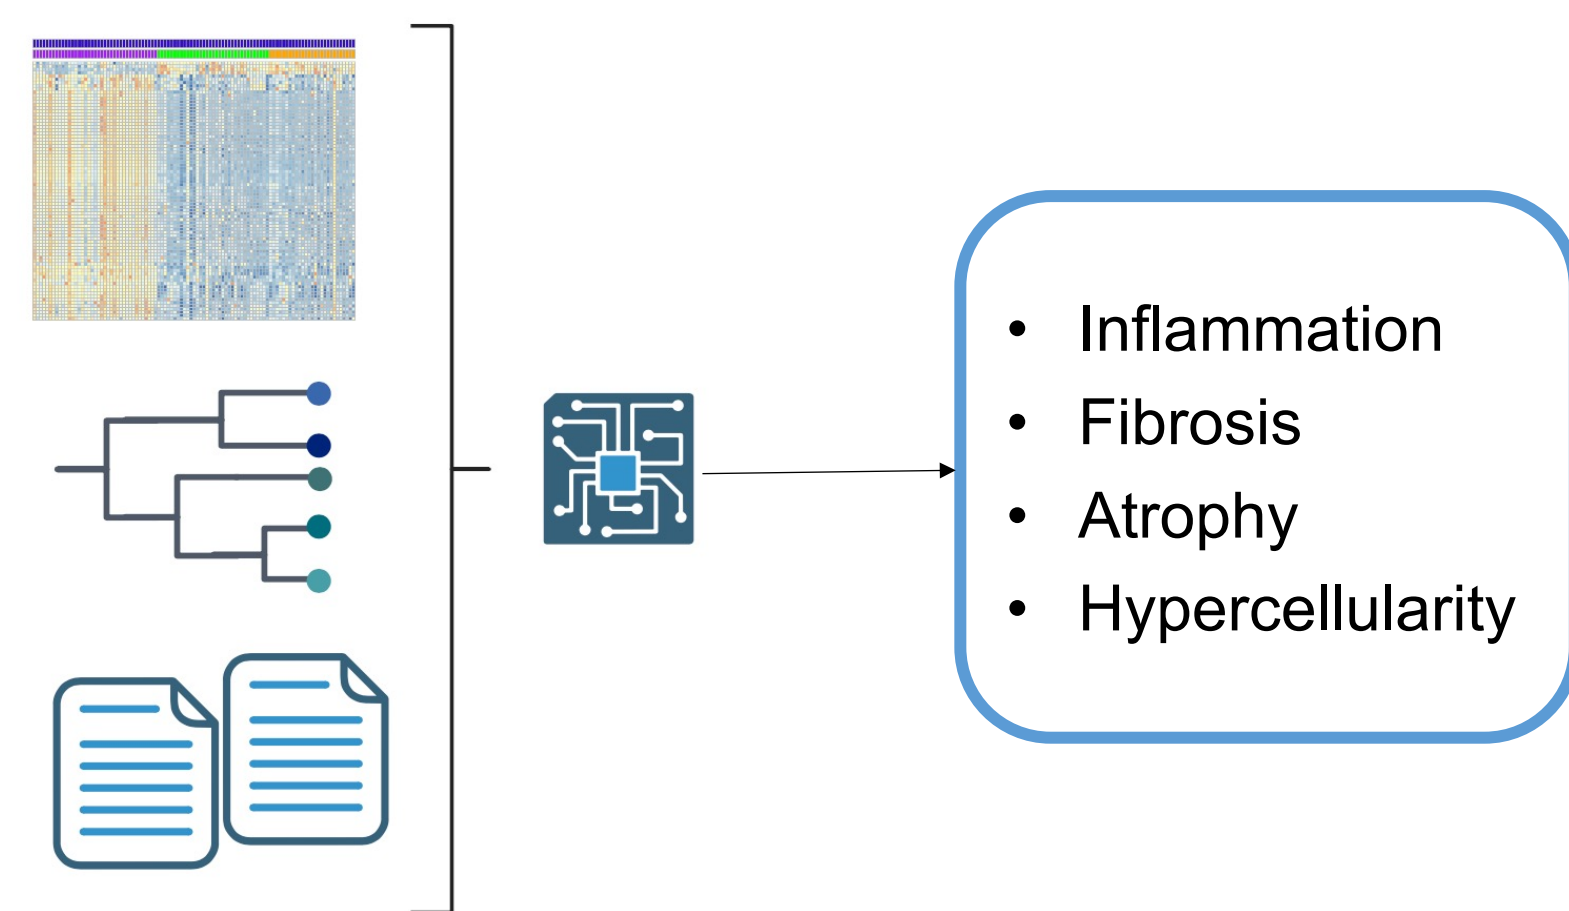 • Inflammation
• Fibrosis
• Atrophy
• Hypercellularity